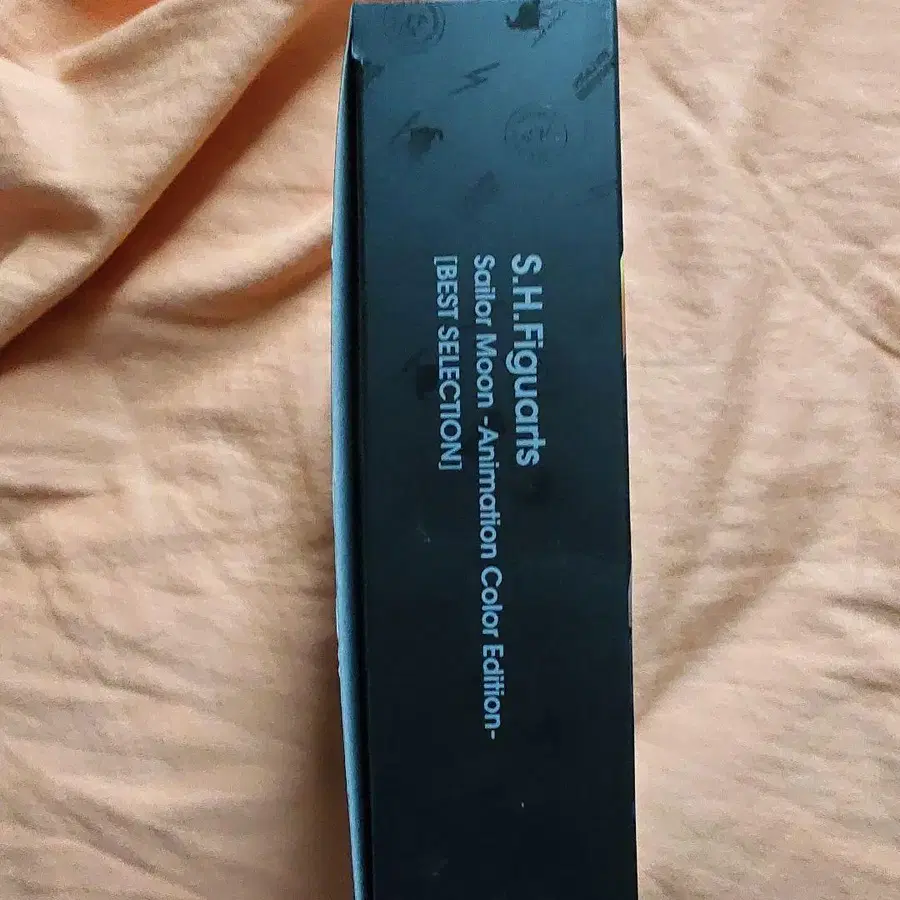 S.H.Figuarts
Sailor Moon -Animation Color Edition-
[BEST SELECTION]